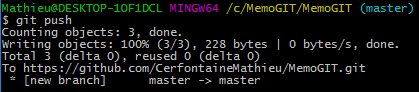 Mathieu@DESKTOP-1OF1DCL MINGW64 /c/MemoGIT/MemoGIT (master)
$ git push
Counting objects: 3, done.
Writing objects: 100% (3/3), 228 bytes | 0 bytes/s, done.
Total 3 (delta 0), reused 0 (delta 0)
To https://github.com/CerfontaineMathieu/MemoGIT.git
 * [new branch]      master -> master